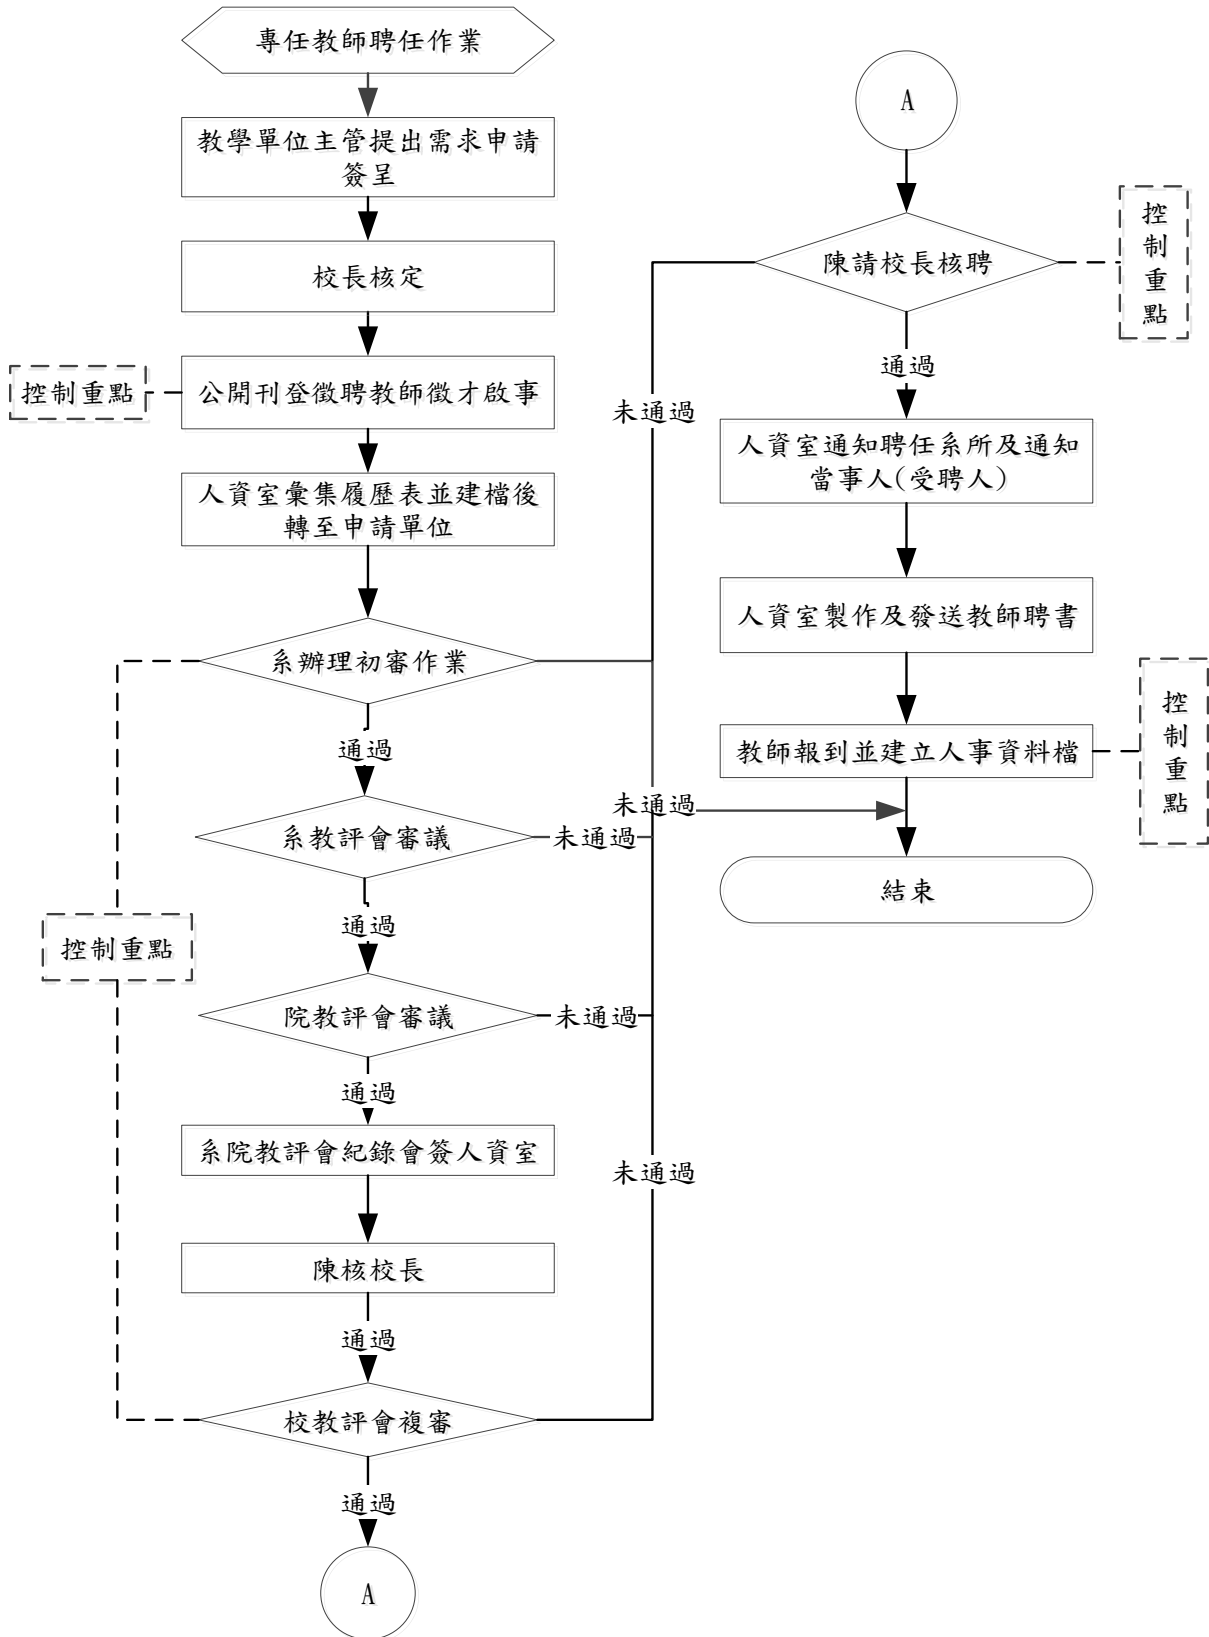 專任教師聘任作業
教學單位主管提出需求申請
簽呈
校長核定
控制重點
公開刊登徵聘教師徵才啟事
人資室彙集履歷表並建檔後
轉至申請單位
系辦理初審作業
通過
系教評會審議
未通過
通過
控制重點
院教評會審議
未通過
通過
系院教評會紀錄會簽人資室
陳核校長
通過
校教評會複審
通過
A
A
陳請校長核聘
控
制
重
點
通過
未通過
人資室通知聘任系所及通知
當事人(受聘人)
人資室製作及發送教師聘書
教師報到並建立人事資料檔
控
制
重
點
未通過
結束
未通過